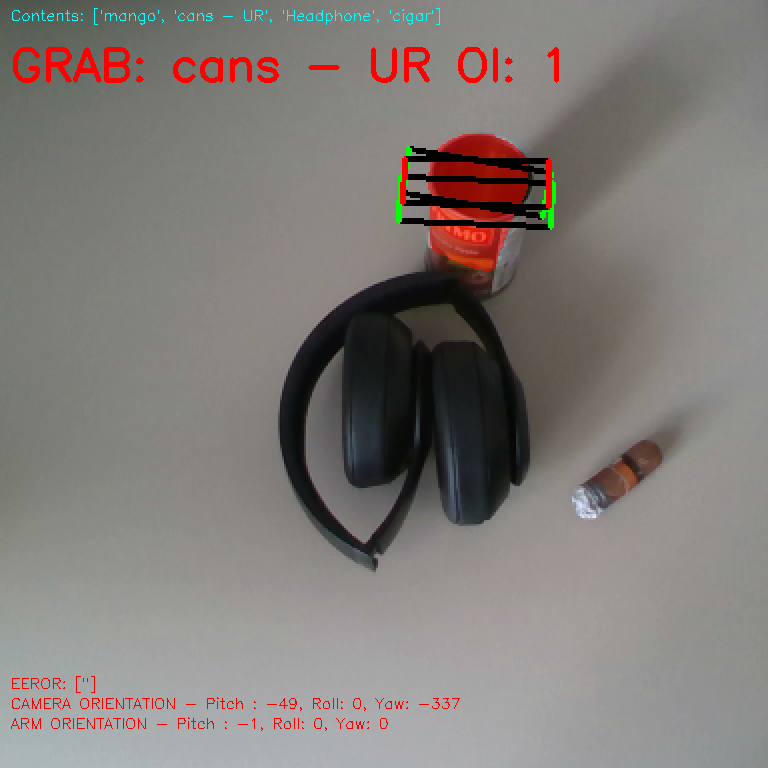 Contents: ['mango', 'cans – UR', 'Headphone', 'cigar']
GRAB: cans – UR OI: 1
EEROR: ['']
CAMERA ORIENTATION – Pitch : –49, Roll: 0, Yaw: –337
ARM ORIENTATION – Pitch : –1, Roll: 0, Yaw: 0